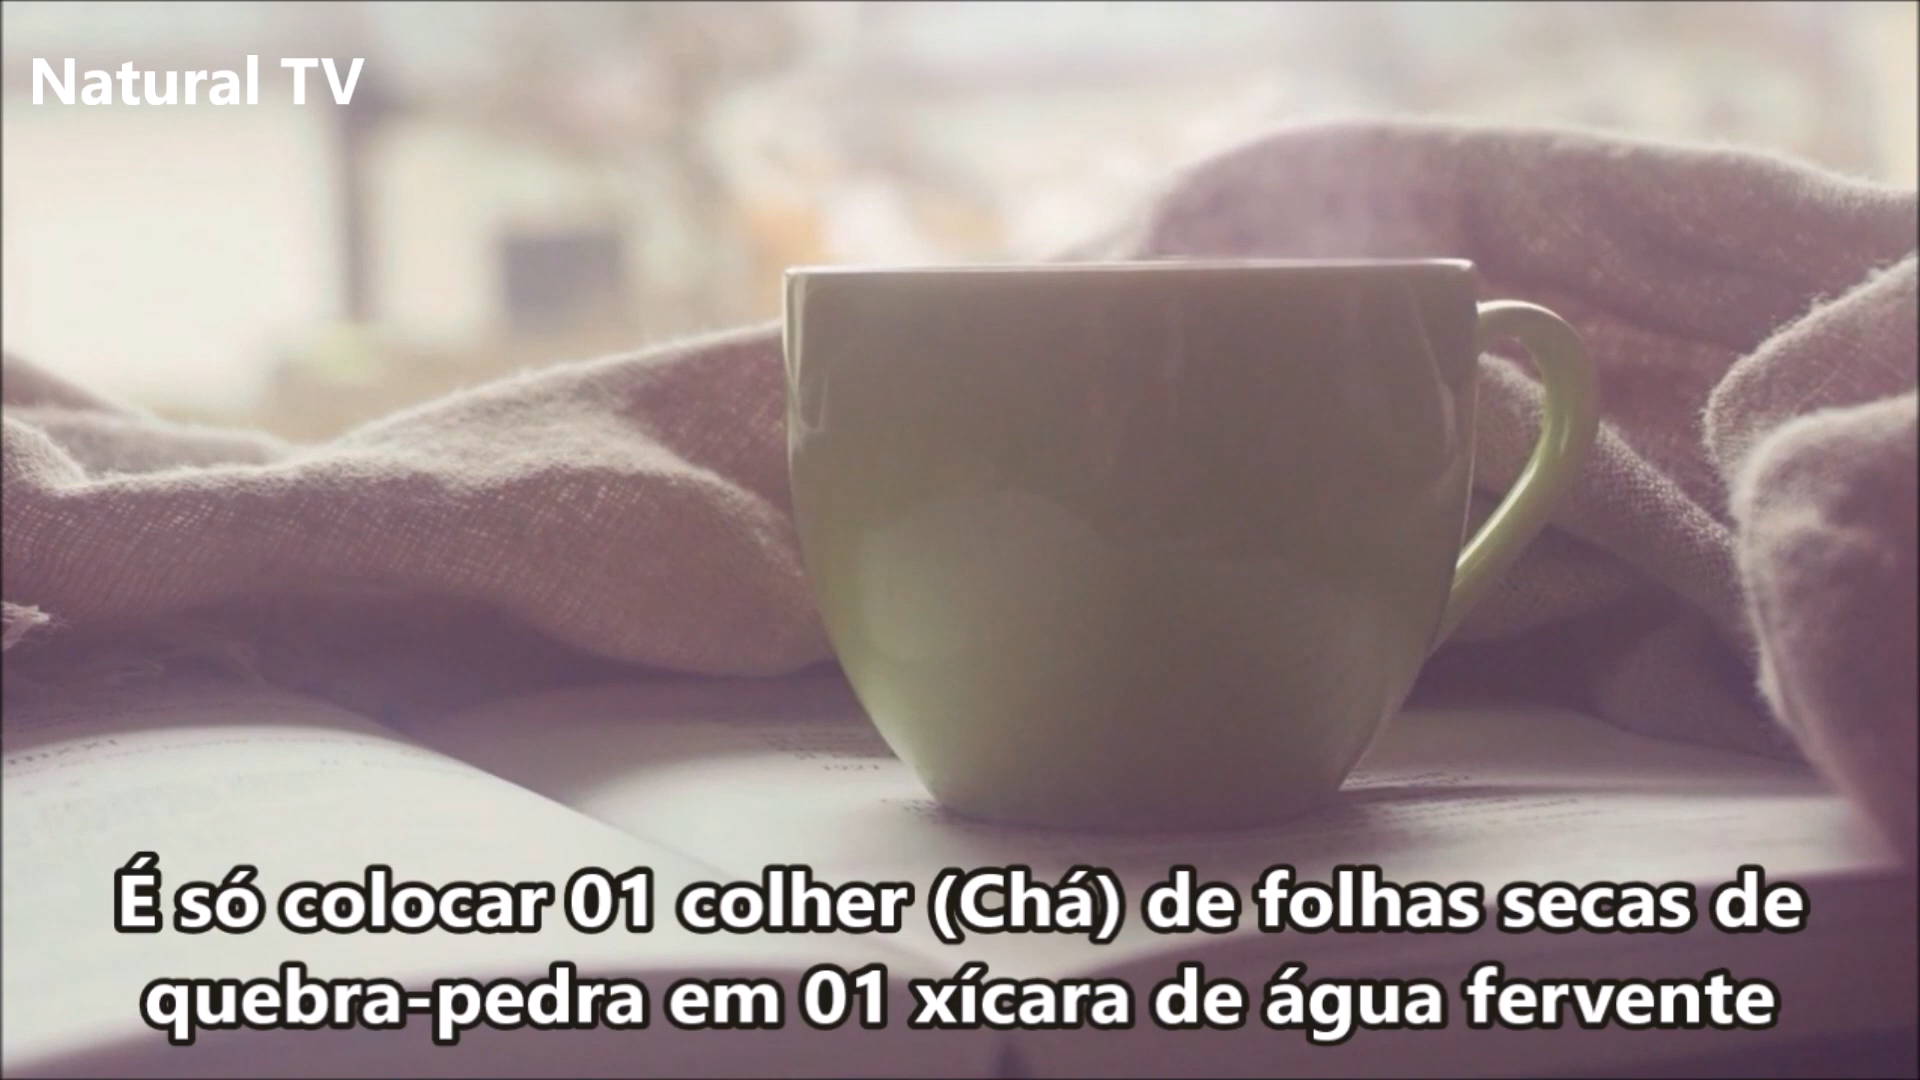 Natural TV
É só colocar 01 colher (Chá) de folhas secas de
quebra-pedra em 01 xícara de água fervente